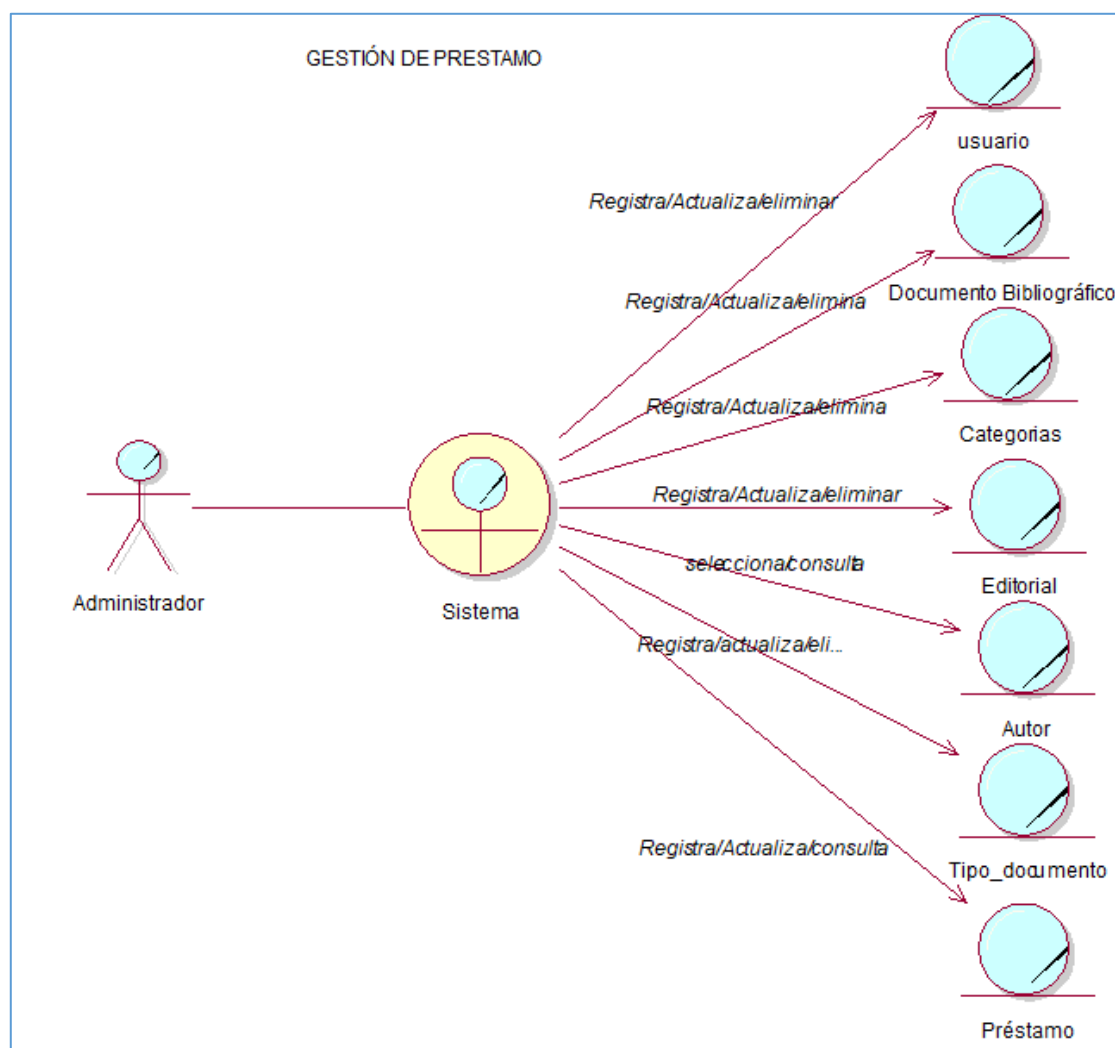 GESTIÓN DE PRESTAMO
usuario
Registra/Actualiza/eliminar
Documento Bibliográfico
Registra/Actualiza/elimina
Categorias
Registra/Actualiza/elimina
Registra/Actualiza/eliminar
Editorial
Administrador
Sistema
selecciona/consulta
Autor
Registra/actualiza/eli...
Tipo_documento
Registra/Actualiza/consulta
Préstamo